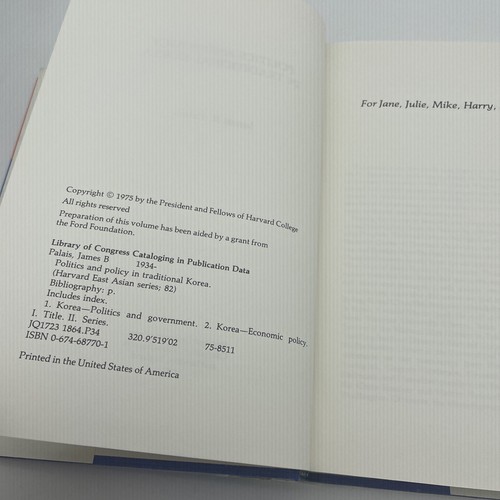 Copyright © 1975 by the President and Fellows of Harvard College
All rights reserved
Preparation of this volume has been aided by a grant from
the Ford Foundation.
Library of Congress Cataloging in Publication Data
Palais, James B 1934-
Politics and policy in traditional Korea.
(Harvard East Asian series; 82)
Bibliography: p.
Includes index.
1. Korea—Politics and government. 2. Korea—Economic policy.
I. Title. II. Series.
JQ1723 1864.P34 320.9'519'02 75-8511
ISBN 0-674-68770-1
Printed in the United States of America
For Jane, Julie, Mike, Harry,